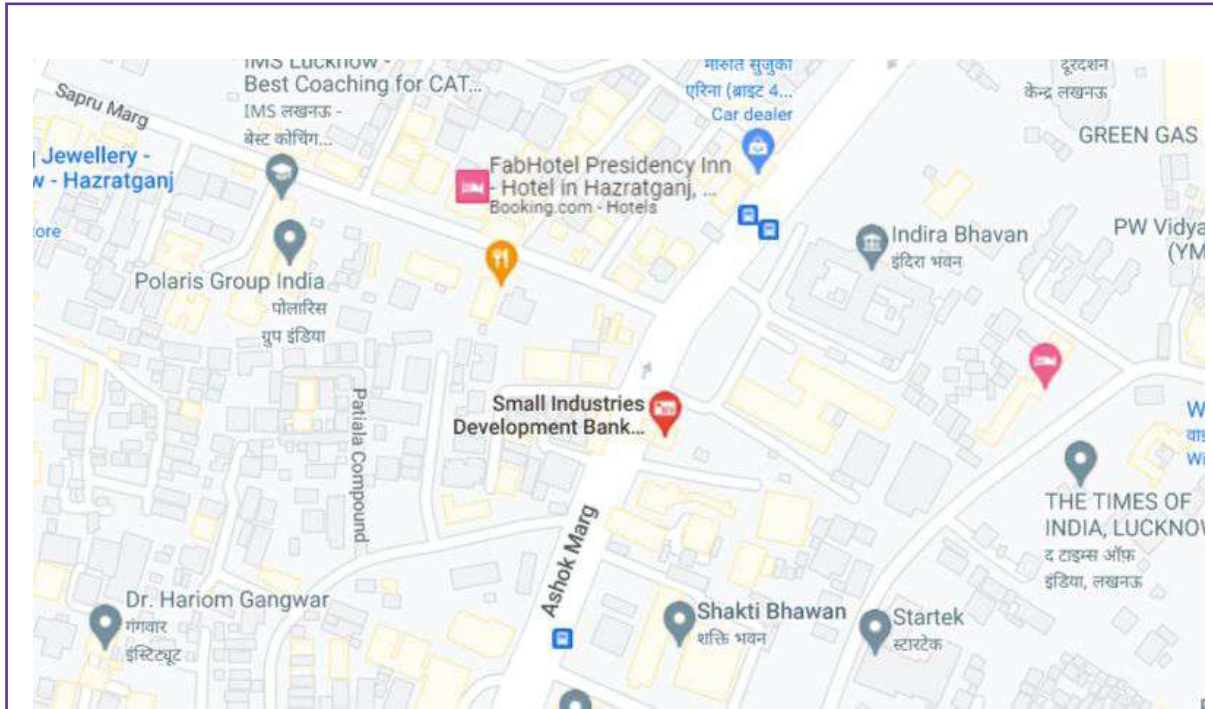 IMS Lucknow -
Best Coaching for CAT...
IMS लखनऊ -
बेस्ट कोचिंग...
Sapru Marg
Jewellery -
w - Hazratganj
ore
मारुति सुजुकी
एरिना (ब्राइट 4...
Car dealer
दूरदर्शन
केन्द्र लखनऊ
GREEN GAS
FabHotel Presidency Inn
- Hotel in Hazratganj, ...
Booking.com - Hotels
Indira Bhavan
इंदिरा भवन
PW Vidya
(YM
Polaris Group India
पोलारिस
ग्रुप इंडिया
Patiala Compound
Small Industries
Development Bank...
Ashok Marg
THE TIMES OF
INDIA, LUCKNOW
द टाइम्स ऑफ़
इंडिया, लखनऊ
W
Wi
Dr. Hariom Gangwar
गंगवार
इंस्टिट्यूट
Shakti Bhawan
शक्ति भवन
Startek
स्टारटेक